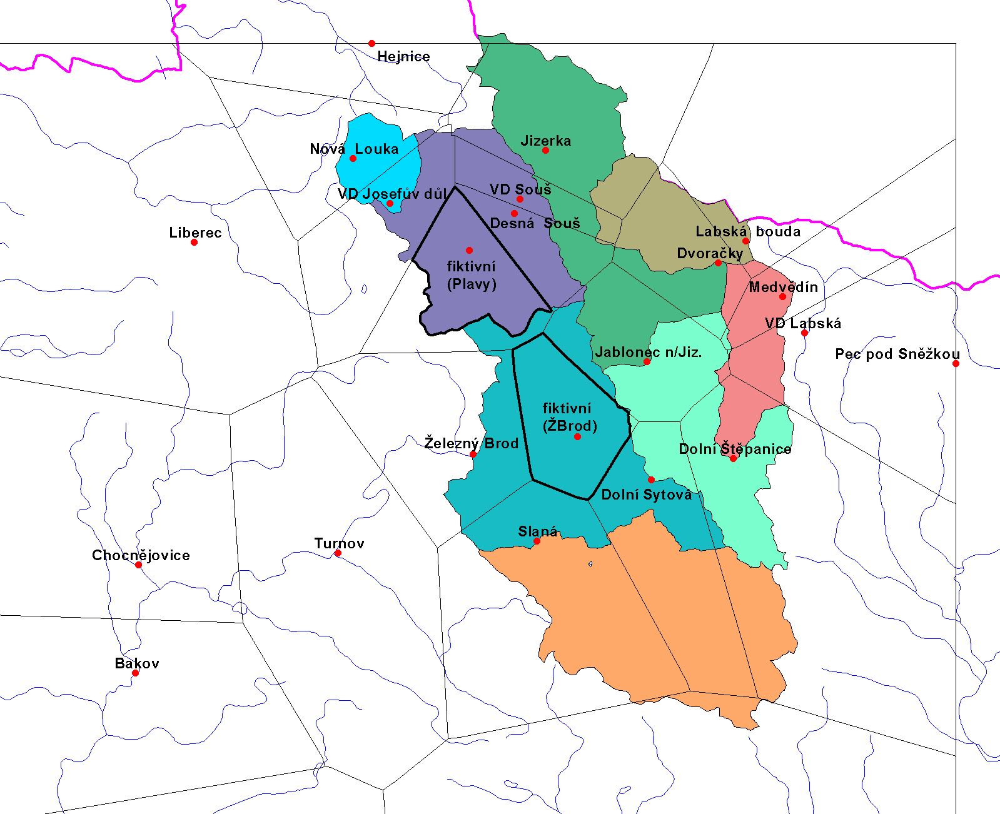 Hejnice
Jizerka
Nová Louka
VD Souš
VD Josefův důl
Desná Souš
Liberec
Labská bouda
Dvoračky
fiktivní
(Plavy)
Medvědín
VD Labská
Jablonec n/Jiz.
Pec pod Sněžkou
fiktivní
(ŽBrod)
Železný Brod
Dolní Štěpanice
Dolní Sytová
Slaná
Turnov
Chocnějovice
Bakov